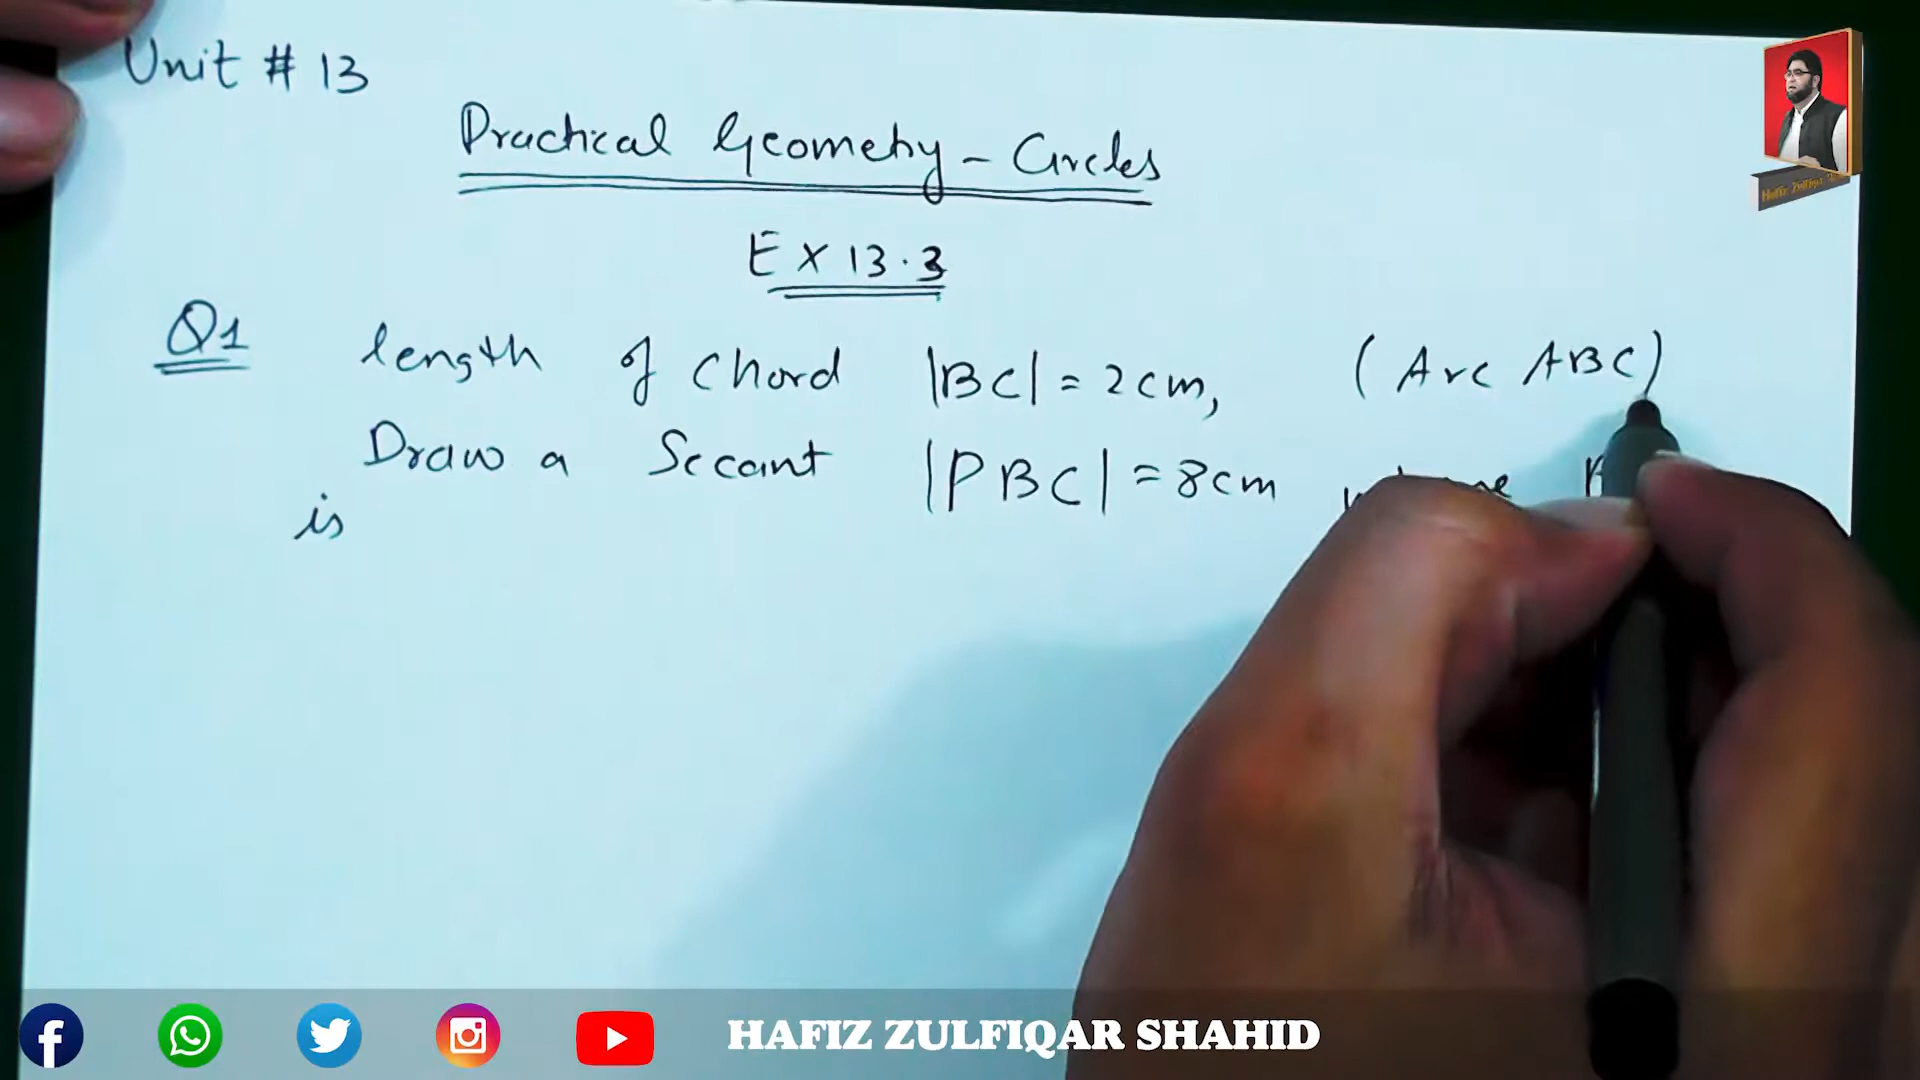 Unit # 13
Practical Geometry - Circles
Ex 13.3
Q1 length of chord |BC| = 2cm, (Arc ABC)
Draw a Secant |PBC| = 8cm
is
HAFIZ ZULFIQAR SHAHID